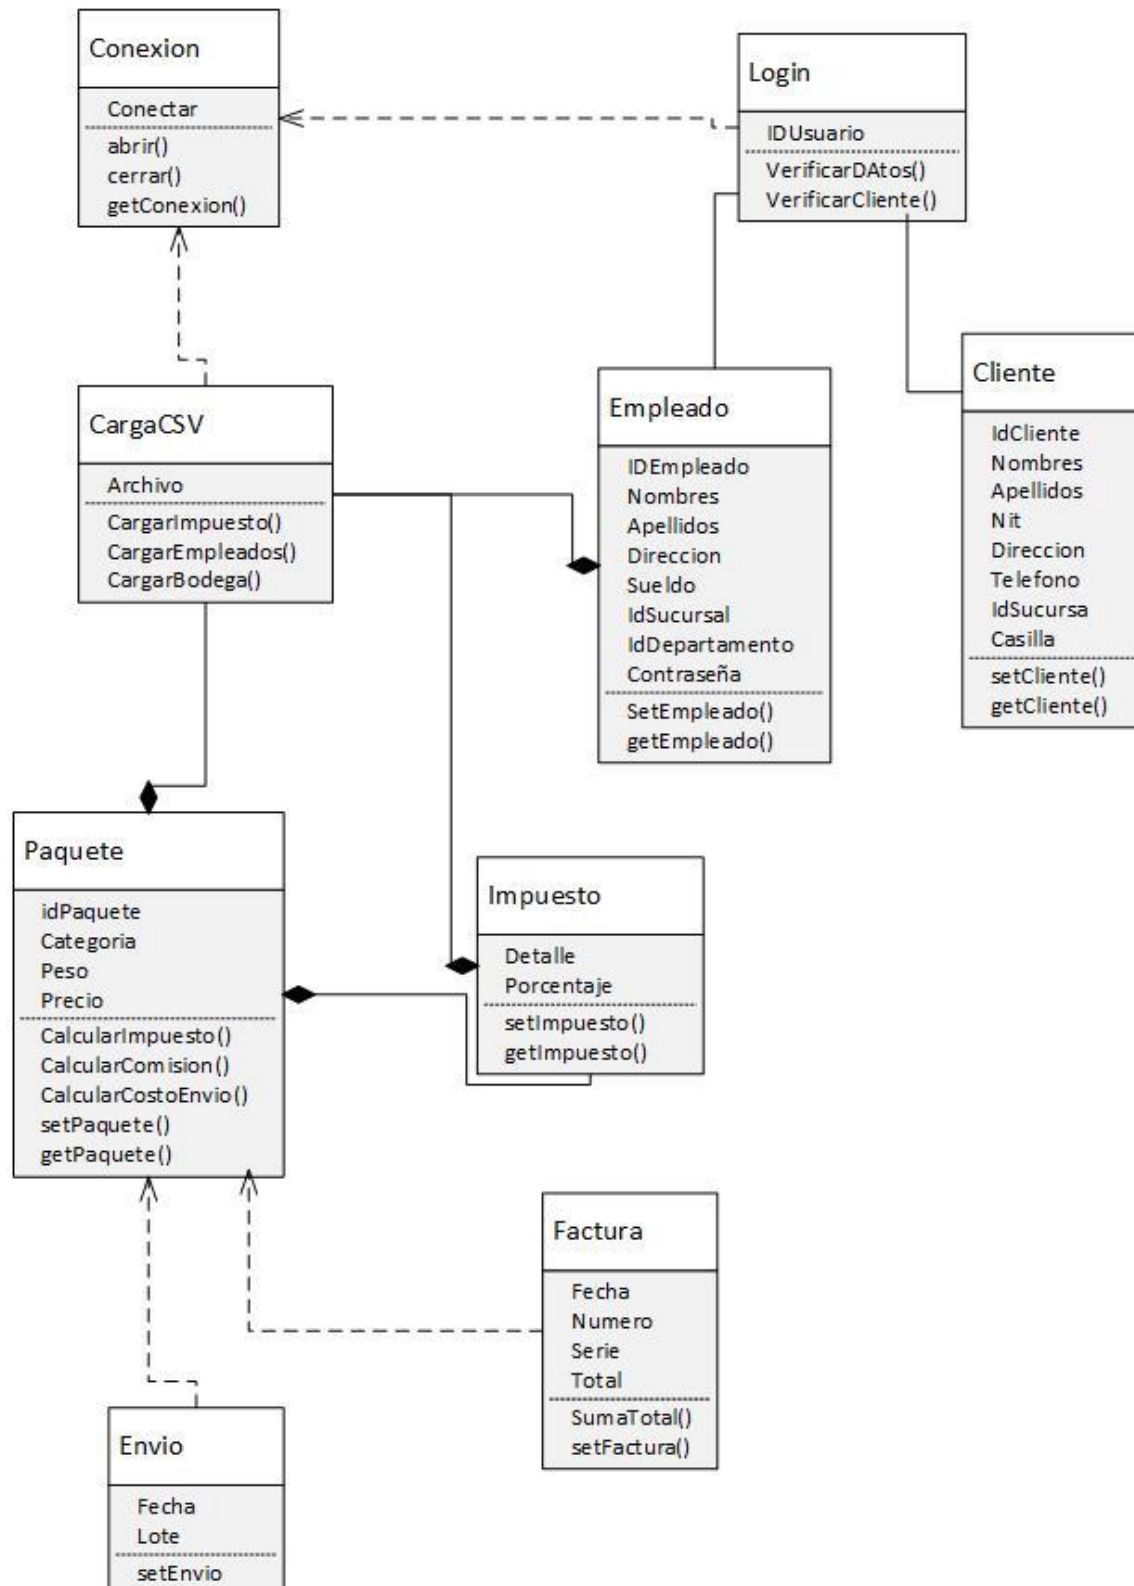 Conexion
Conectar
abrir()
cerrar()
getConexion()
Login
IDUsuario
VerificarDAtos()
VerificarCliente()
CargaCSV
Archivo
CargarImpuesto()
CargarEmpleados()
CargarBodega()
Empleado
IDEmpleado
Nombres
Apellidos
Direccion
Sueldo
IdSucursal
IdDepartamento
Contraseña
SetEmpleado()
getEmpleado()
Cliente
IdCliente
Nombres
Apellidos
Nit
Direccion
Telefono
IdSucursa
Casilla
setCliente()
getCliente()
Paquete
idPaquete
Categoria
Peso
Precio
CalcularImpuesto()
CalcularComision()
CalcularCostoEnvio()
setPaquete()
getPaquete()
Impuesto
Detalle
Porcentaje
setImpuesto()
getImpuesto()
Factura
Fecha
Numero
Serie
Total
SumaTotal()
setFactura()
Envio
Fecha
Lote
setEnvio